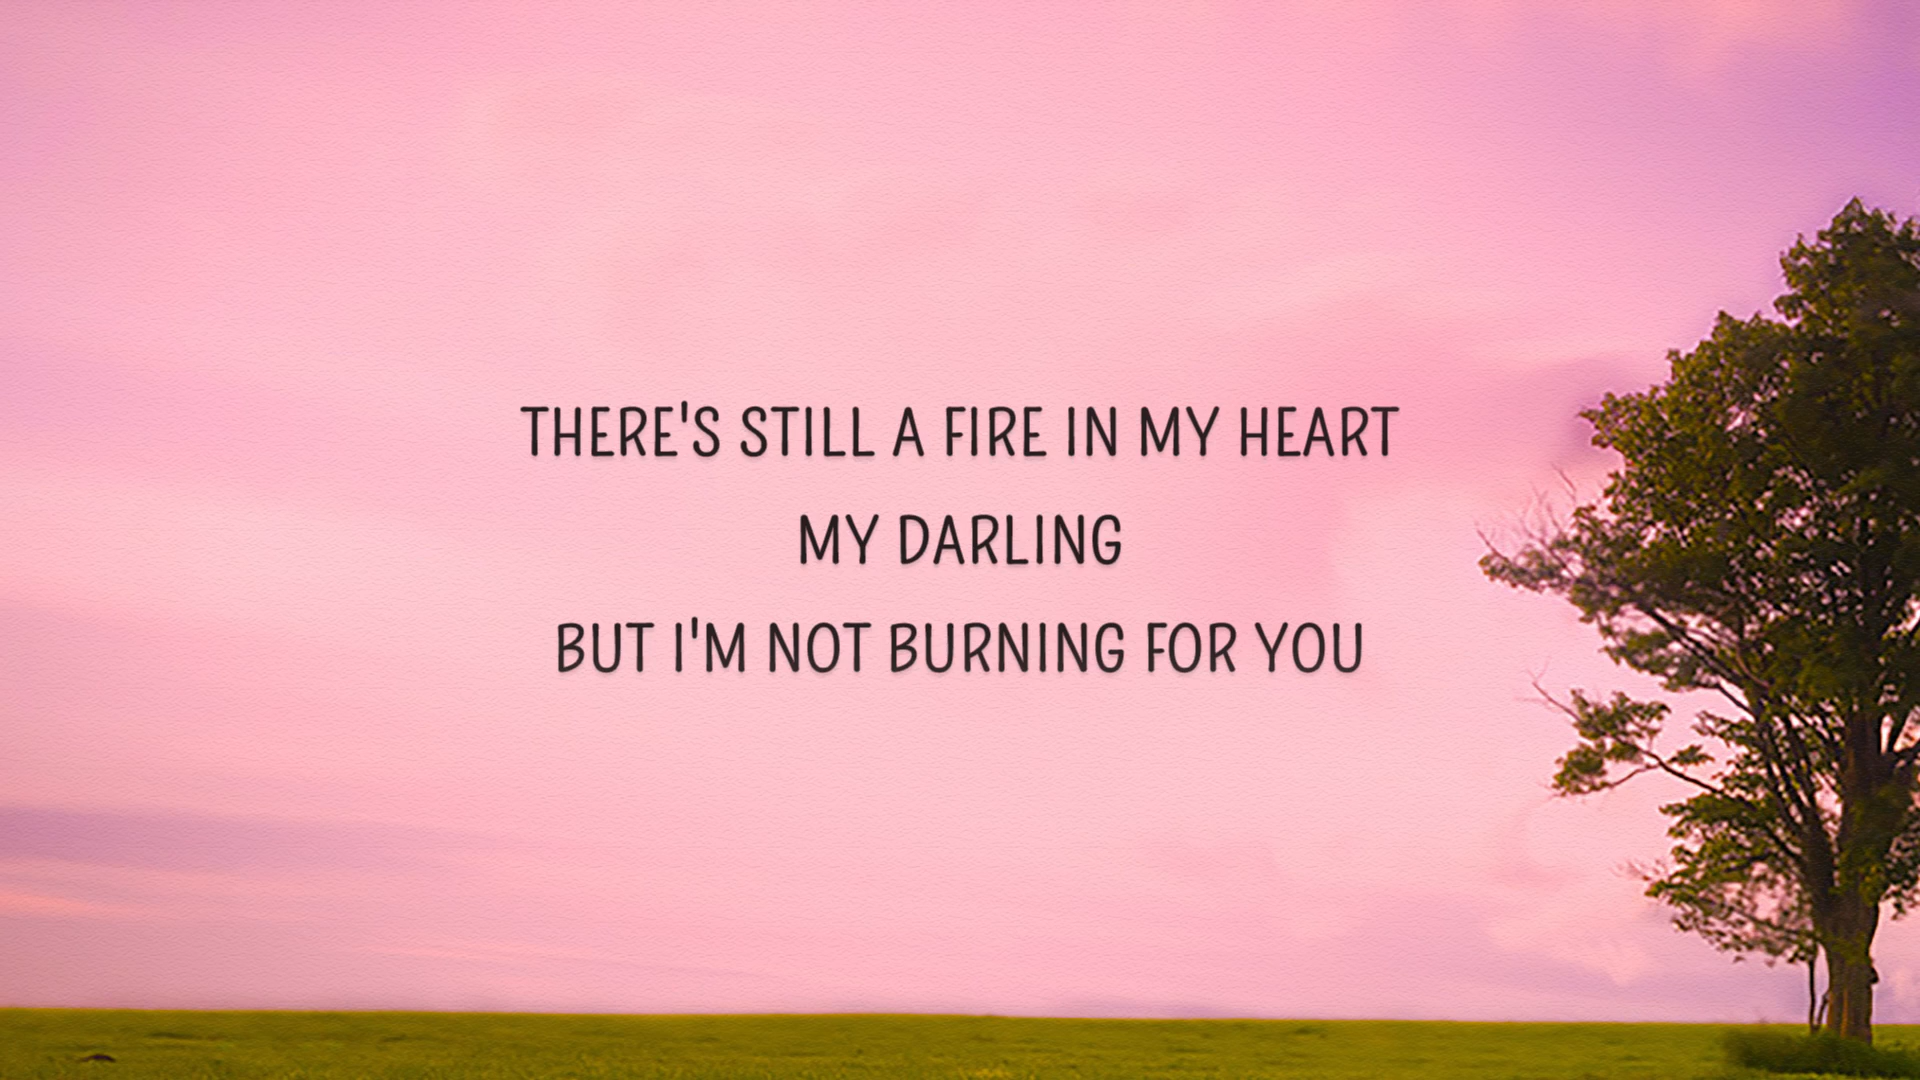 THERE'S STILL A FIRE IN MY HEART
MY DARLING
BUT I'M NOT BURNING FOR YOU